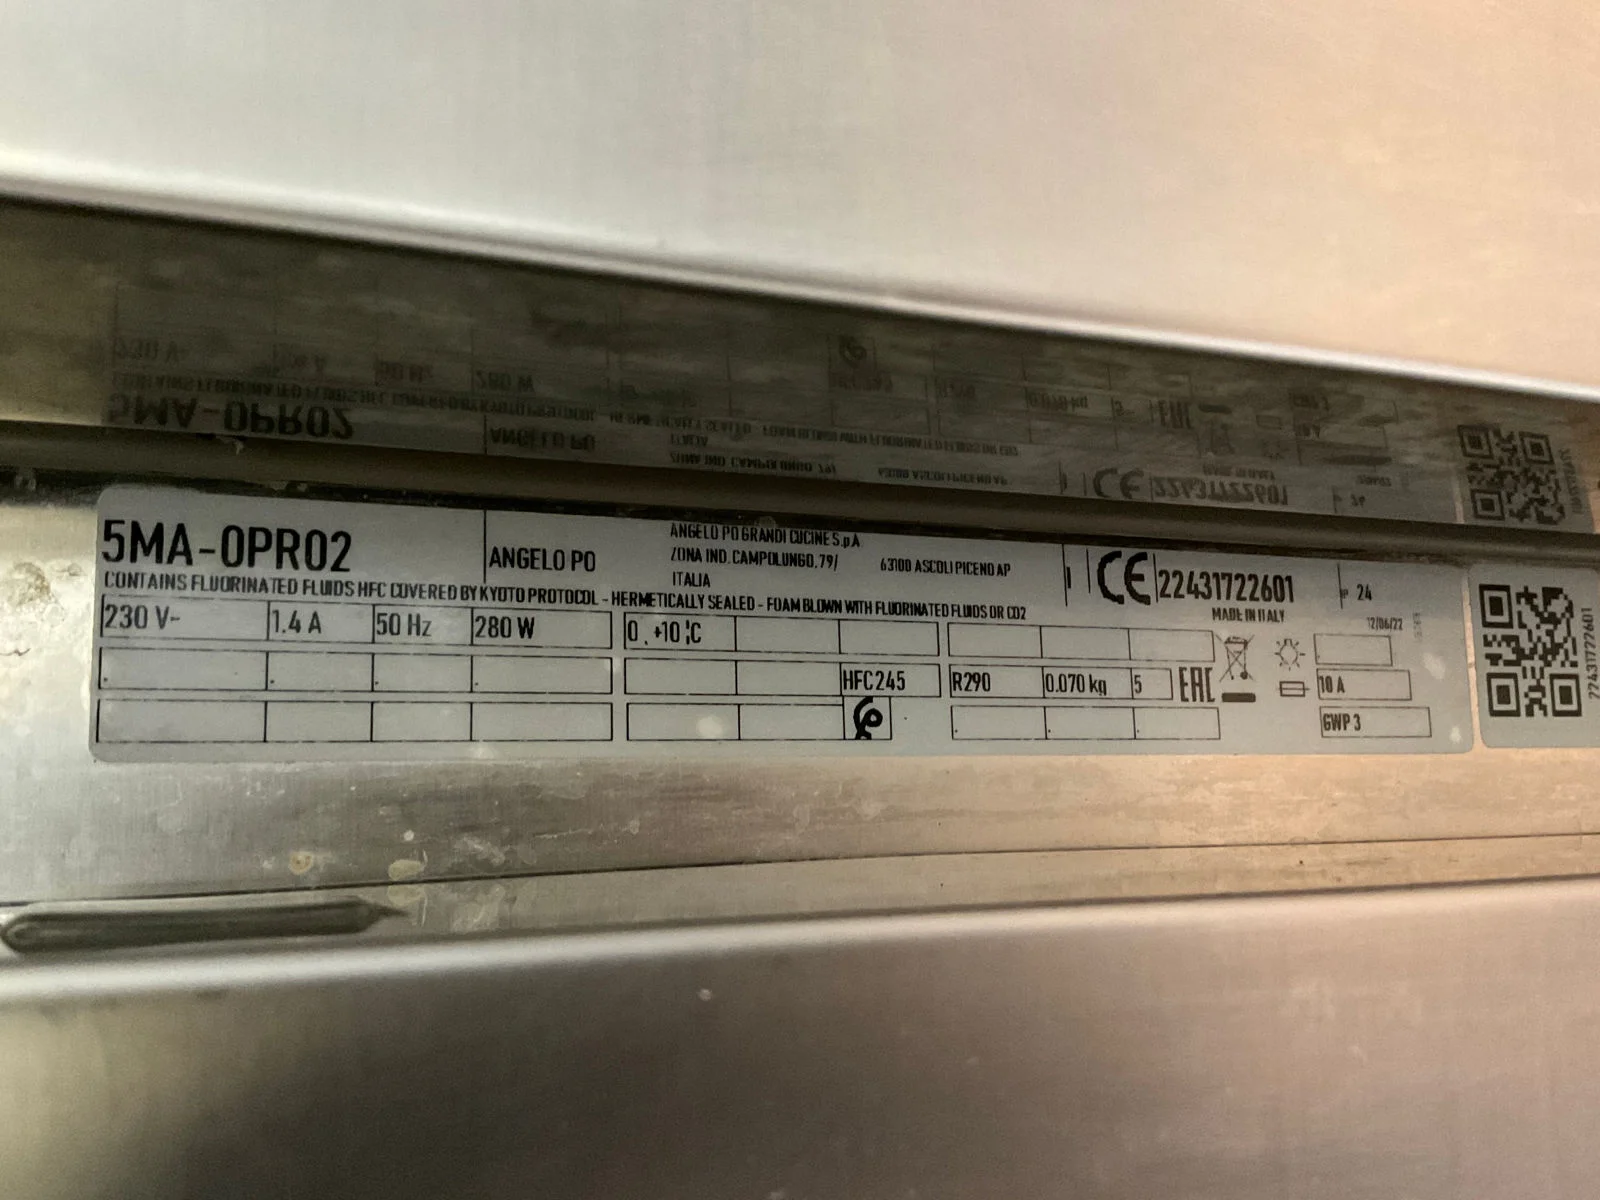 5MA-0PR02
ANGELO PO
ANGELO PO GRANDI CUCINE S.p.A
ZONA IND. CAMPOLUNGO, 79/
63100 ASCOLI PICENO AP
ITALIA
CE
22431722601
IP 24
MADE IN ITALY
12/06/22
CONTAINS FLUORINATED FLUIDS HFC COVERED BY KYOTO PROTOCOL - HERMETICALLY SEALED - FOAM BLOWN WITH FLUORINATED FLUIDS OR CO2
230 V~ 1.4 A 50 Hz 280 W 0 +10 °C
HFC245 R290 0.070 kg 5 EAC 10 A
GWP 3
22431722601